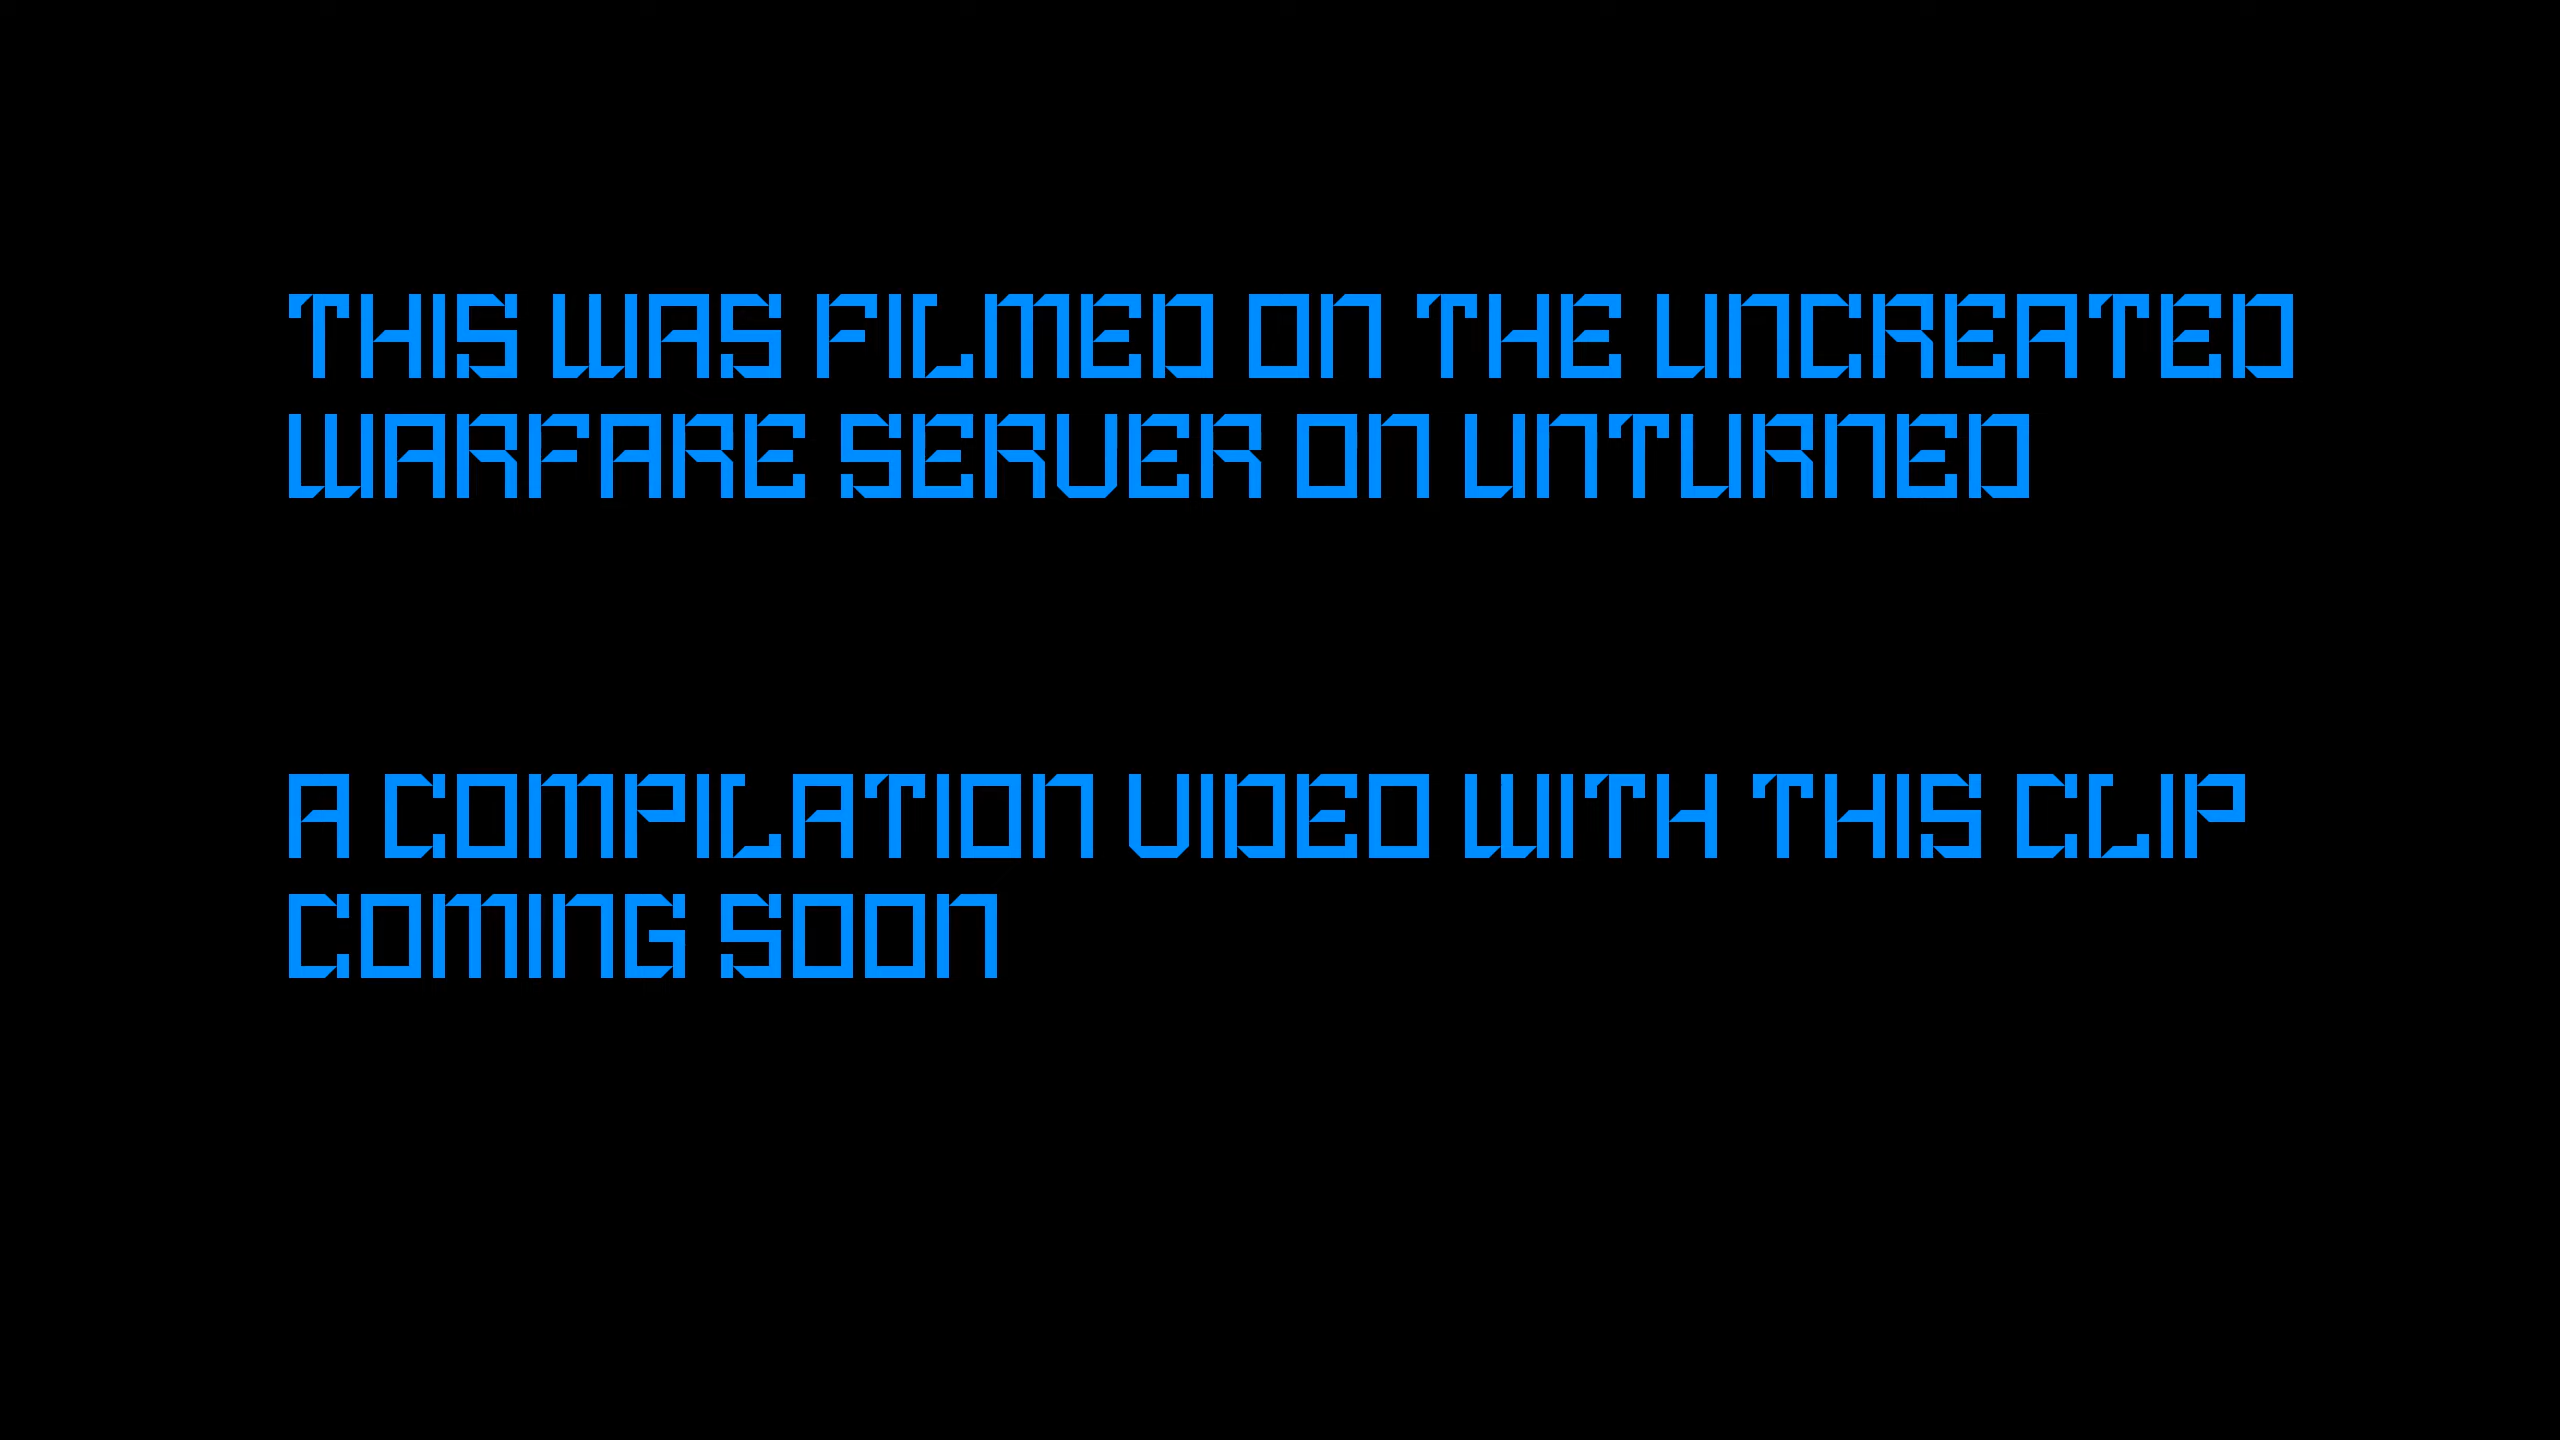 THIS WAS FILMED ON THE UNCREATED
WARFARE SERVER ON UNTURNED
A COMPILATION VIDEO WITH THIS CLIP
COMING SOON